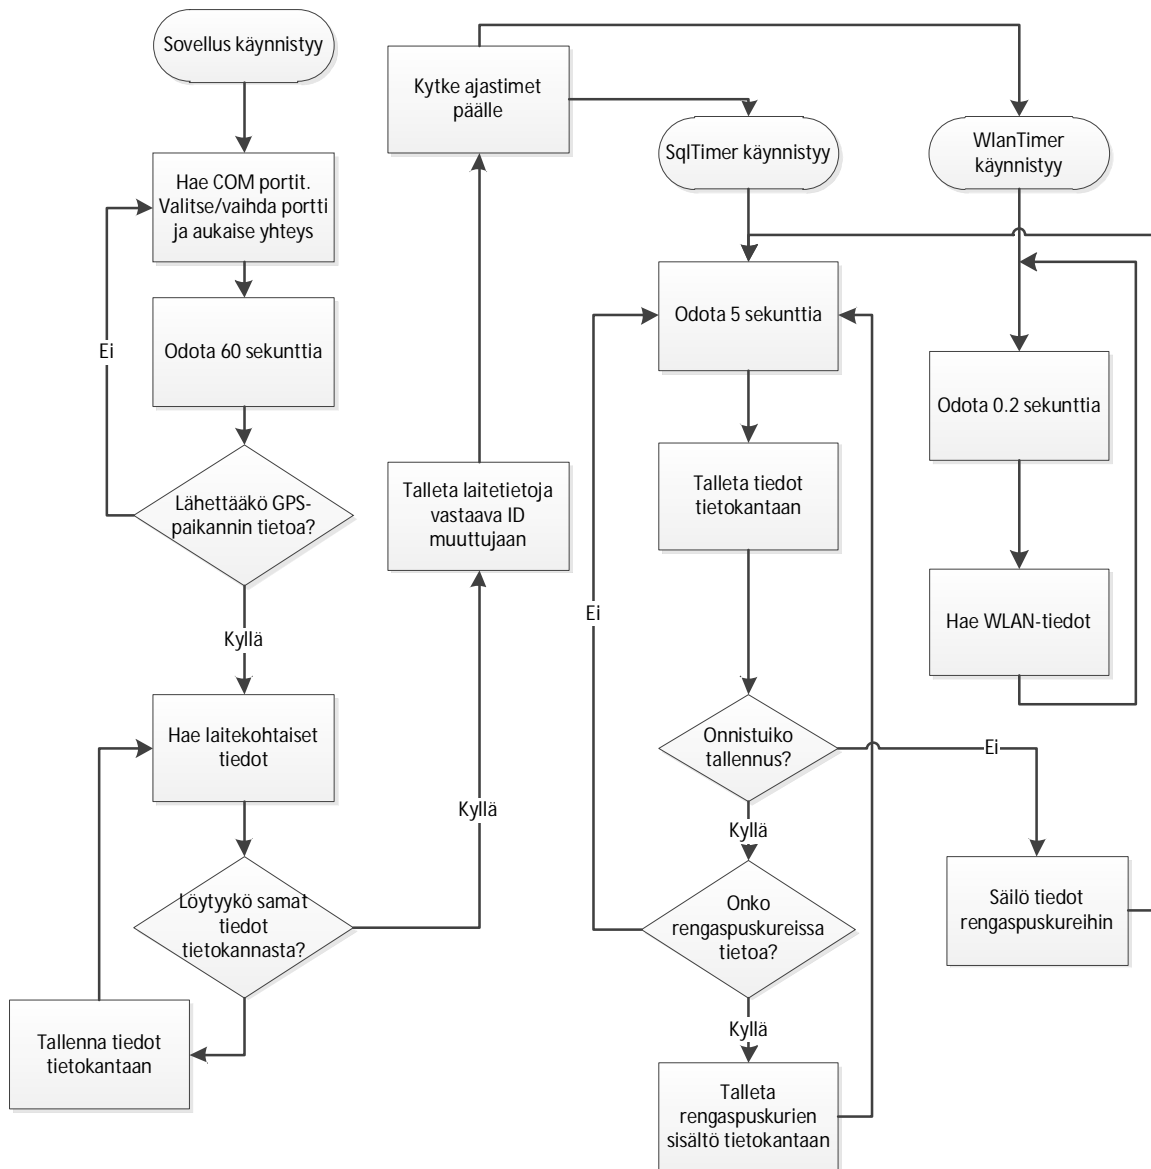 Sovellus käynnistyy
Hae COM portit.
Valitse/vaihda portti
ja aukaise yhteys
Odota 60 sekunttia
Ei
Lähettääkö GPS-
paikannin tietoa?
Kyllä
Hae laitekohtaiset
tiedot
Löytyykö samat
tiedot
tietokannasta?
Tallenna tiedot
tietokantaan
Kyllä
Talleta laitetietoja
vastaava ID
muuttujaan
Kytke ajastimet
päälle
SqlTimer käynnistyy
Odota 5 sekunttia
Talleta tiedot
tietokantaan
Ei
Onnistuiko
tallennus?
Ei
Kyllä
Onko
rengaspuskureissa
tietoa?
Kyllä
Talleta
rengaspuskurien
sisältö tietokantaan
Säilö tiedot
rengaspuskureihin
WlanTimer
käynnistyy
Odota 0.2 sekunttia
Hae WLAN-tiedot